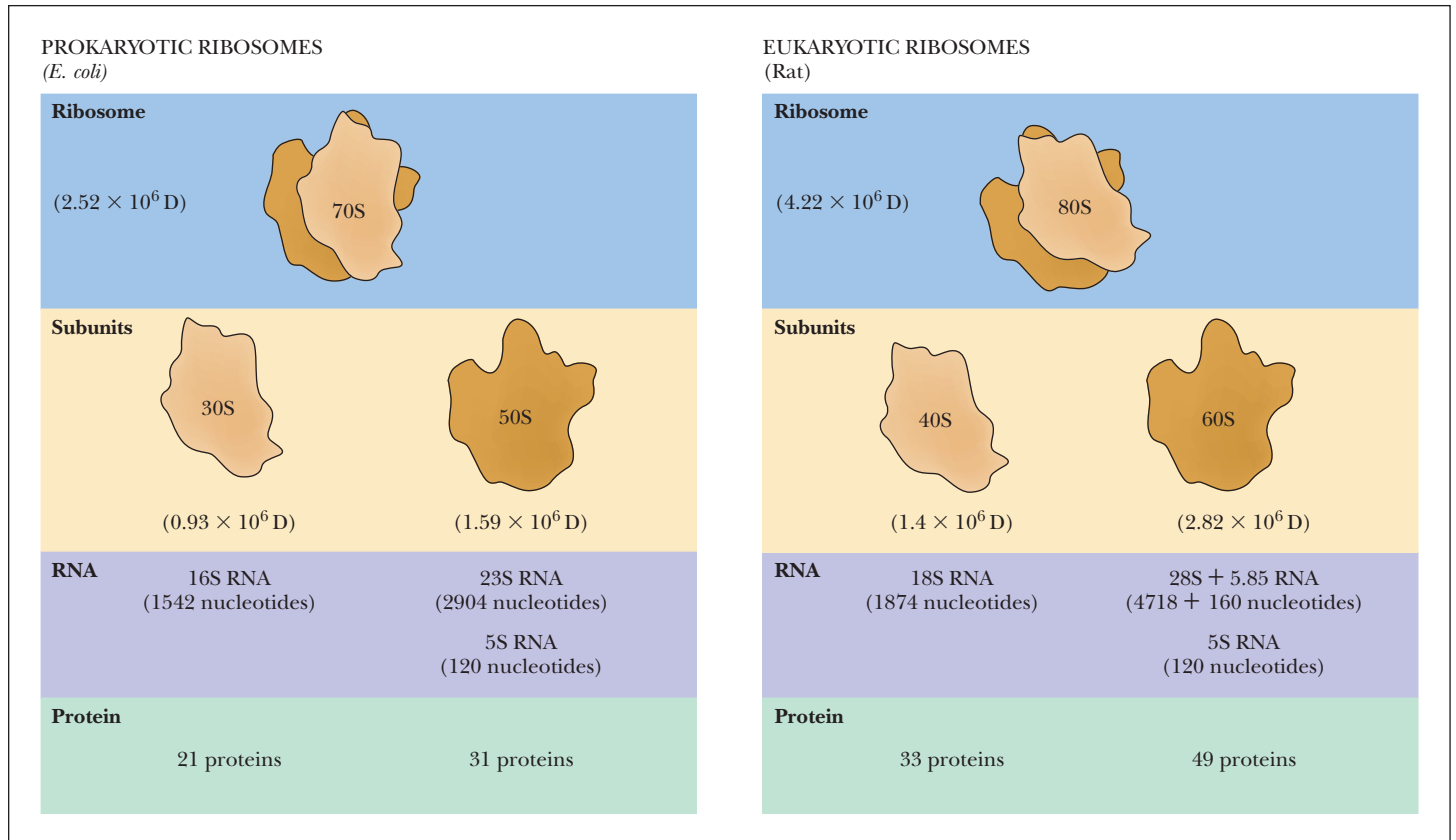 PROKARYOTIC RIBOSOMES
(E. coli)
Ribosome
(2.52 × 10⁶ D)
70S
Subunits
30S
50S
(0.93 × 10⁶ D)
(1.59 × 10⁶ D)
RNA
16S RNA
(1542 nucleotides)
23S RNA
(2904 nucleotides)
5S RNA
(120 nucleotides)
Protein
21 proteins
31 proteins
EUKARYOTIC RIBOSOMES
(Rat)
Ribosome
(4.22 × 10⁶ D)
80S
Subunits
40S
60S
(1.4 × 10⁶ D)
(2.82 × 10⁶ D)
RNA
18S RNA
(1874 nucleotides)
28S + 5.85 RNA
(4718 + 160 nucleotides)
5S RNA
(120 nucleotides)
Protein
33 proteins
49 proteins